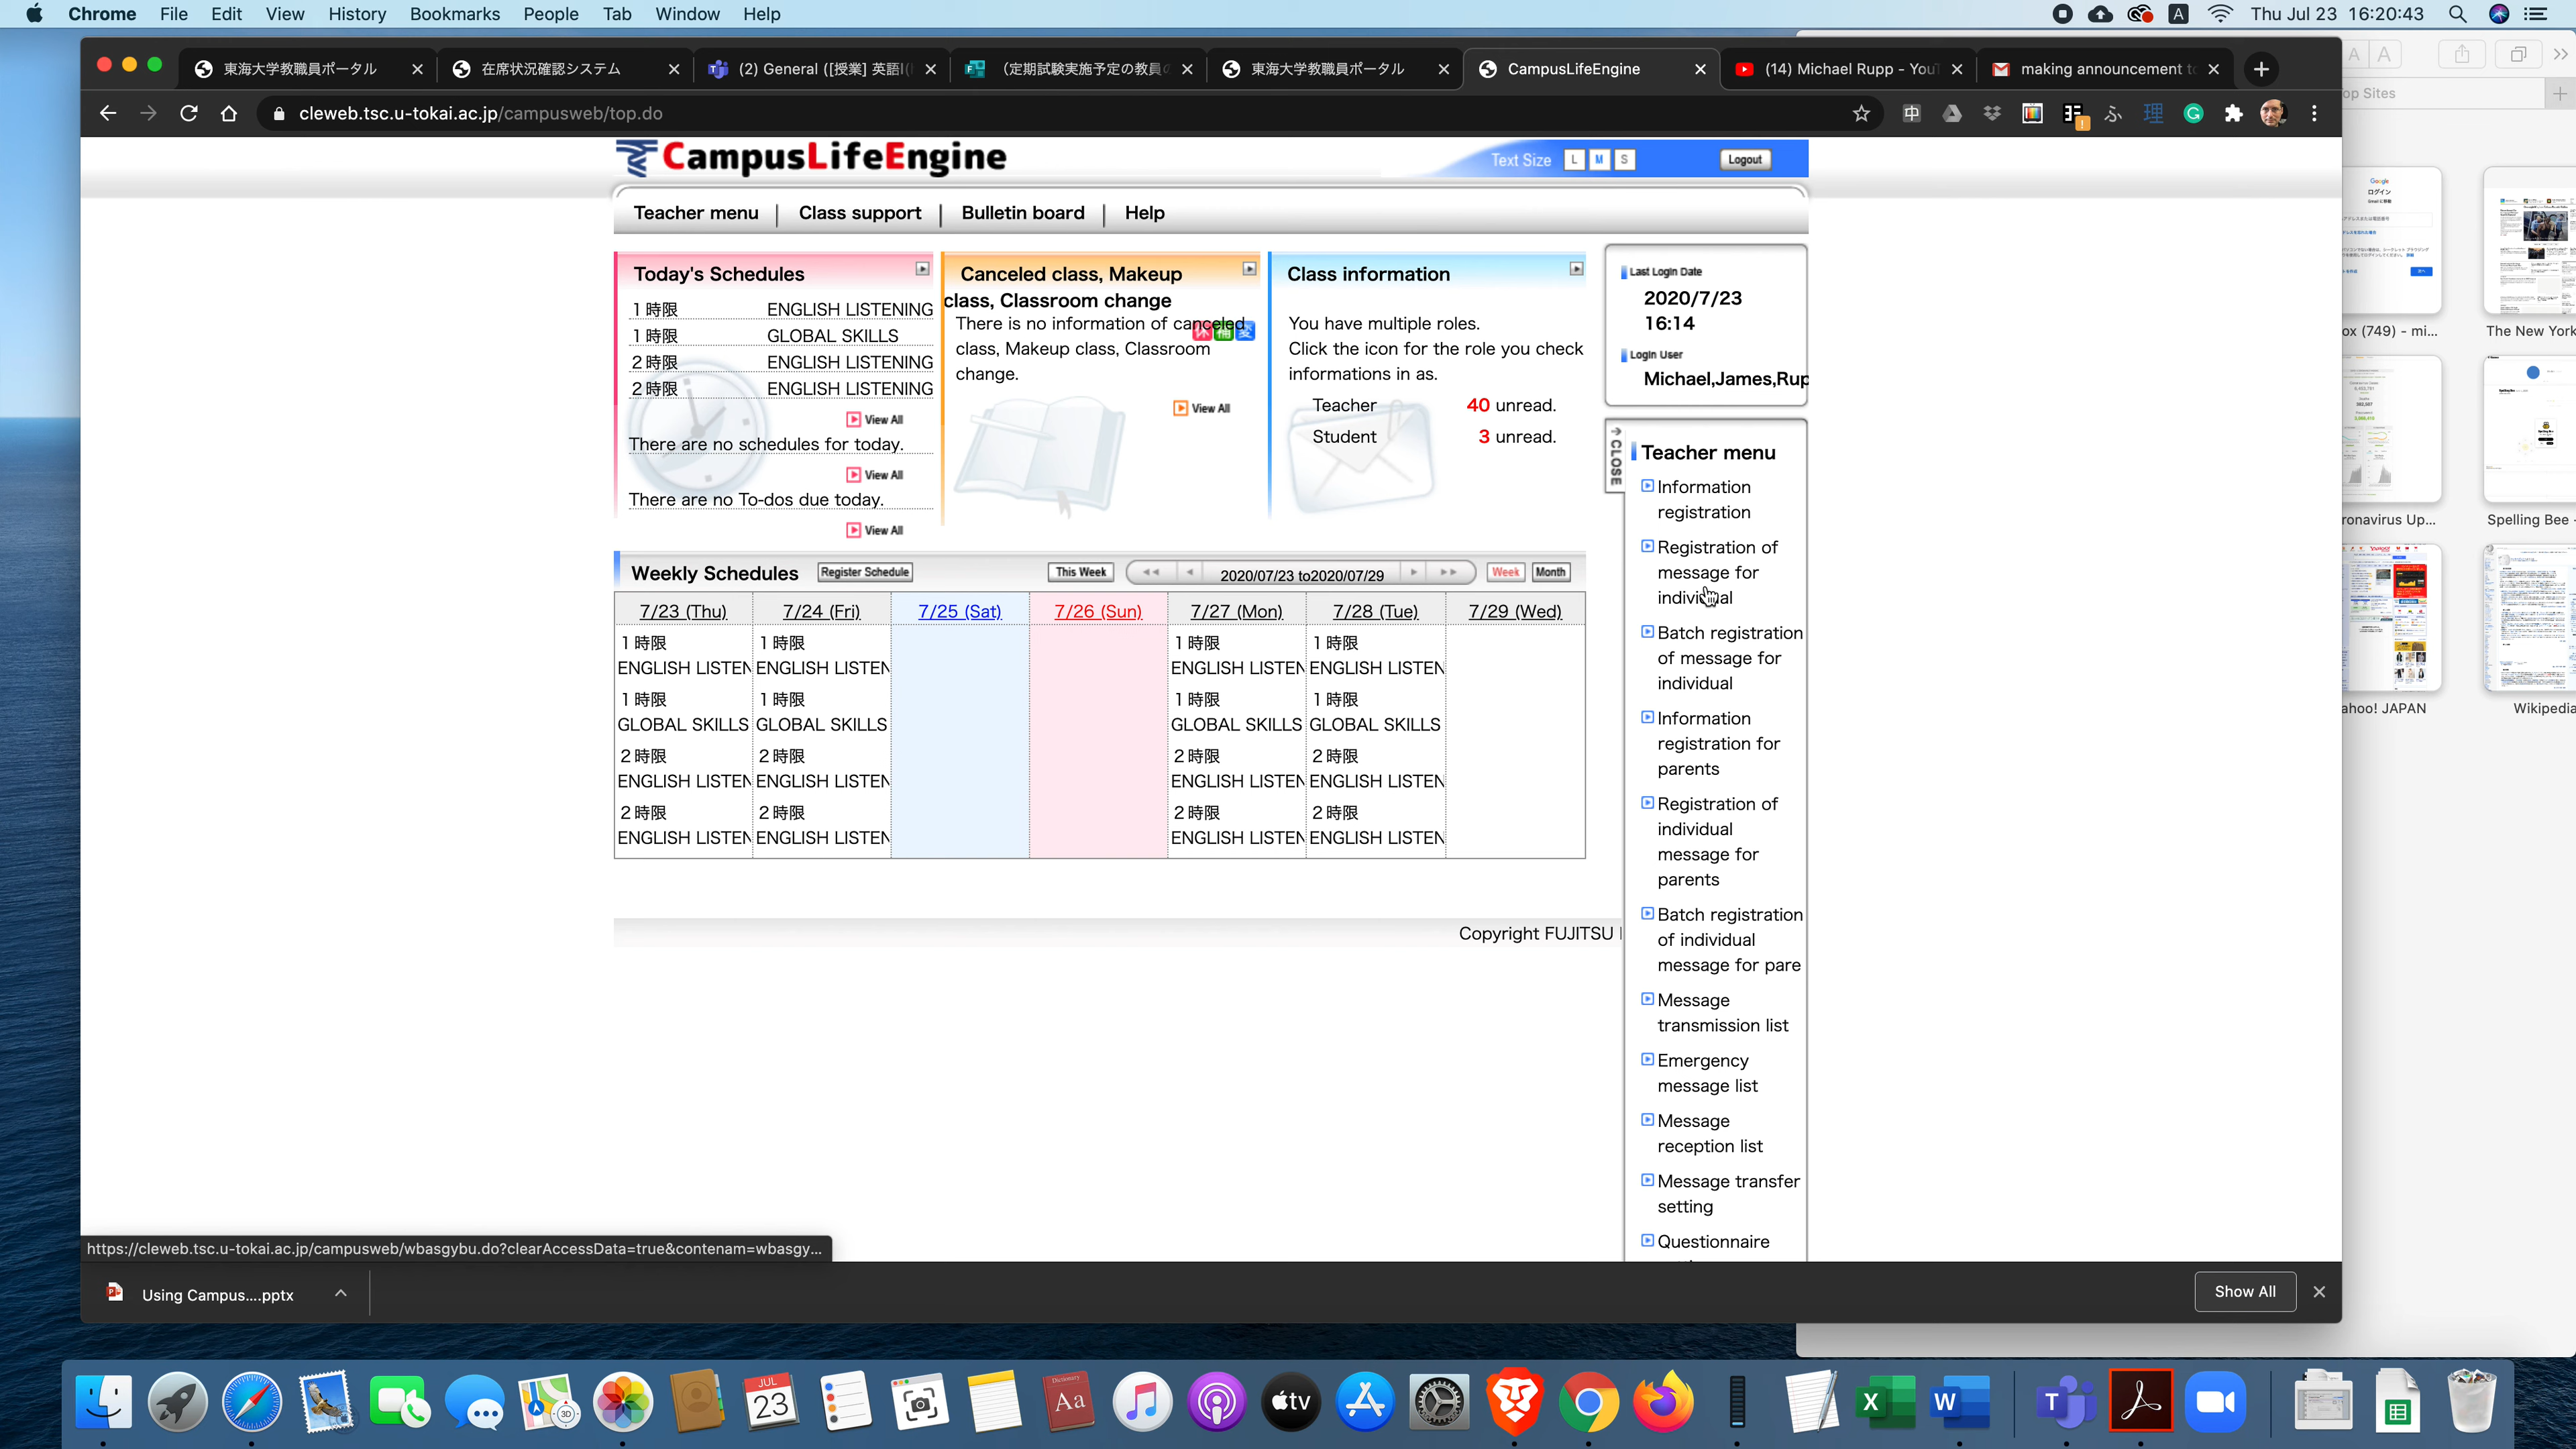 Chrome File Edit View History Bookmarks People Tab Window Help
A Thu Jul 23 16:20:43
東海大学教職員ポータル
在席状況確認システム
(2) General ([授業] 英語I(
(定期試験実施予定の教員
東海大学教職員ポータル
CampusLifeEngine
(14) Michael Rupp - YouT
making announcement to
cleweb.tsc.u-tokai.ac.jp/campusweb/top.do
op Sites
CampusLifeEngine
Text Size L M S
Logout
Teacher menu | Class support | Bulletin board | Help
Today's Schedules
1時限 ENGLISH LISTENING
1時限 GLOBAL SKILLS
2時限 ENGLISH LISTENING
2時限 ENGLISH LISTENING
View All
There are no schedules for today.
View All
There are no To-dos due today.
View All
Canceled class, Makeup
class, Classroom change
There is no information of canceled
休 補 変
class, Makeup class, Classroom
change.
View All
Class information
You have multiple roles.
Click the icon for the role you check
informations in as.
Teacher 40 unread.
Student 3 unread.
Last Login Date
2020/7/23
16:14
Login User
Michael,James,Rup
Weekly Schedules
Register Schedule
This Week
2020/07/23 to2020/07/29
Week
Month
7/23 (Thu) 7/24 (Fri) 7/25 (Sat) 7/26 (Sun) 7/27 (Mon) 7/28 (Tue) 7/29 (Wed)
1時限 1時限 1時限 1時限
ENGLISH LISTEN ENGLISH LISTEN ENGLISH LISTEN ENGLISH LISTEN
1時限 1時限 1時限 1時限
GLOBAL SKILLS GLOBAL SKILLS GLOBAL SKILLS GLOBAL SKILLS
2時限 2時限 2時限 2時限
ENGLISH LISTEN ENGLISH LISTEN ENGLISH LISTEN ENGLISH LISTEN
2時限 2時限 2時限 2時限
ENGLISH LISTEN ENGLISH LISTEN ENGLISH LISTEN ENGLISH LISTEN
Copyright FUJITSU
CLOSE
Teacher menu
Information
registration
Registration of
message for
individual
Batch registration
of message for
individual
Information
registration for
parents
Registration of
individual
message for
parents
Batch registration
of individual
message for pare
Message
transmission list
Emergency
message list
Message
reception list
Message transfer
setting
Questionnaire
Google
ログイン
ox (749) - mi...
The New York
ronavirus Up...
Spelling Bee -
ahoo! JAPAN
Wikipedia
https://cleweb.tsc.u-tokai.ac.jp/campusweb/wbasgybu.do?clearAccessData=true&contenam=wbasgy...
Using Campus....pptx
Show All
JUL
23
3D
Dictionary
Aa
tv
X
W
T